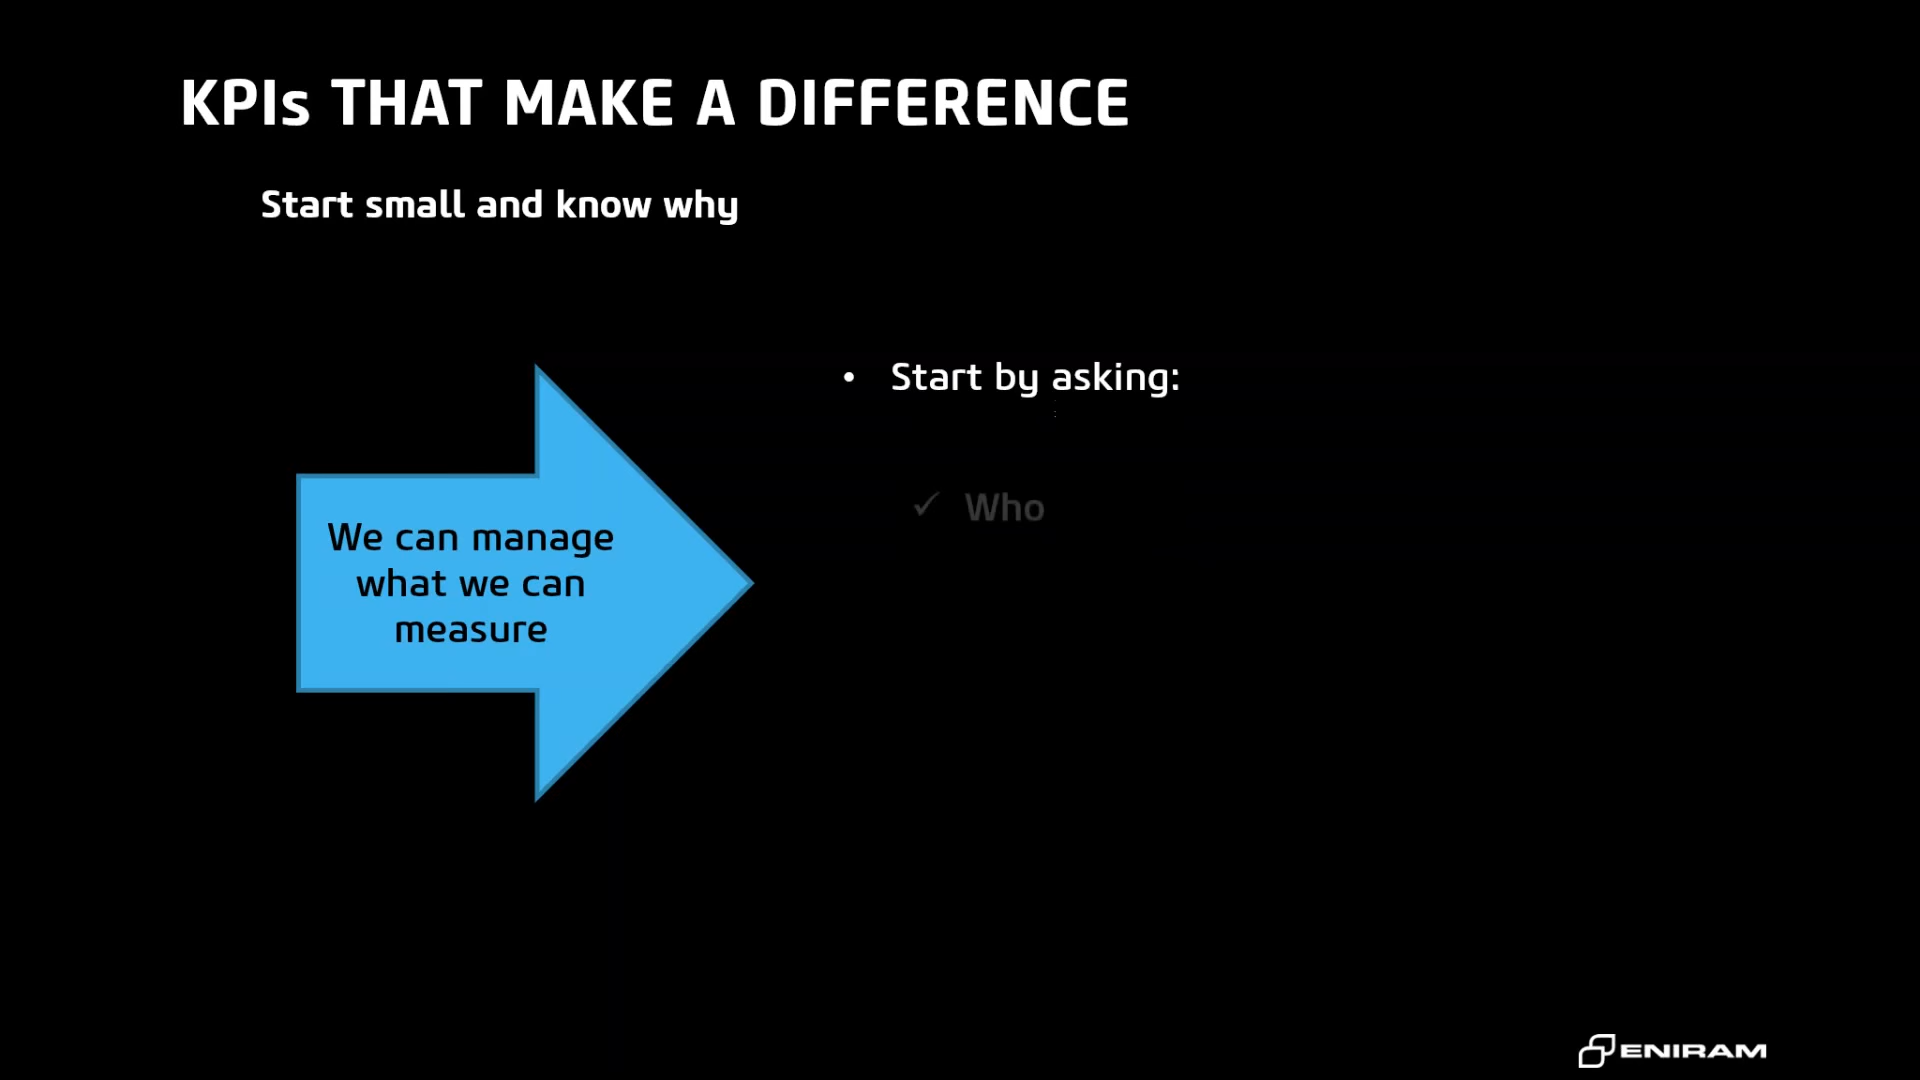 KPIs THAT MAKE A DIFFERENCE
Start small and know why
We can manage
what we can
measure
• Start by asking:
✓ Who
ENIRAM